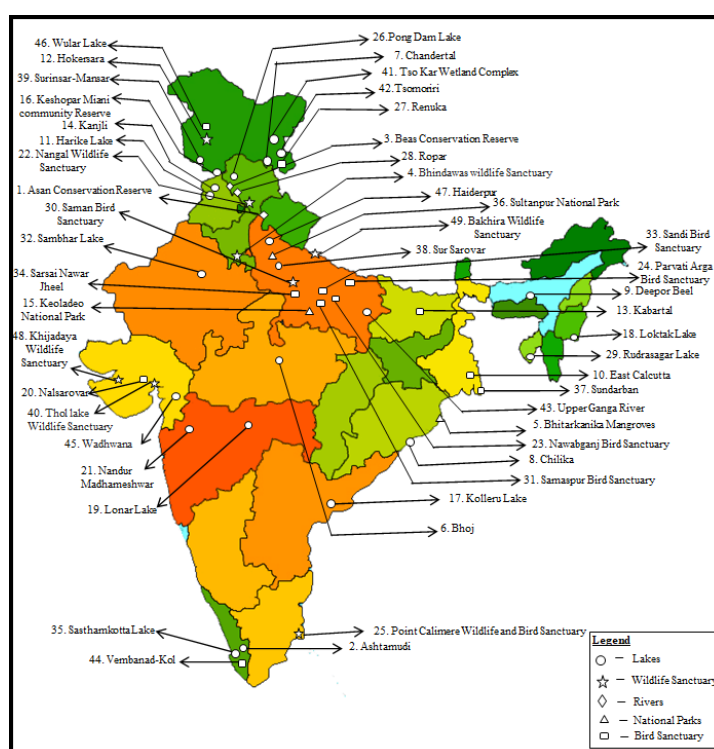 26.Pong Dam Lake
46. Wular Lake
7. Chandertal
12. Hokersara
41. Tso Kar Wetland Complex
39. Surinsar-Mansar
42. Tsomoriri
16. Keshopar Miani
community Reserve
27. Renuka
14. Kanjli
11. Harike Lake
3. Beas Conservation Reserve
22. Nangal Wildlife
Sanctuary
28. Ropar
4. Bhindawas wildlife Sanctuary
1. Asan Conservation Reserve
47. Haiderpur
30. Saman Bird
Sanctuary
36. Sultanpur National Park
49. Bakhira Wildlife
Sanctuary
33. Sandi Bird
Sanctuary
32. Sambhar Lake
38. Sur Sarovar
24. Parvati Arga
Bird Sanctuary
34. Sarsai Nawar
Jheel
9. Deepor Beel
15. Keoladeo
National Park
13. Kabartal
48. Khijadaya
Wildlife
Sanctuary
18. Loktak Lake
29. Rudrasagar Lake
10. East Calcutta
20. Nalsarovar
37. Sundarban
40. Thol lake
Wildlife Sanctuary
43. Upper Ganga River
5. Bhitarkanika Mangroves
45. Wadhwana
23. Nawabganj Bird Sanctuary
8. Chilika
21. Nandur
Madhameshwar
31. Samaspur Bird Sanctuary
17. Kolleru Lake
19. Lonar Lake
6. Bhoj
35. Sasthamkotta Lake
25. Point Calimere Wildlife and Bird Sanctuary
2. Ashtamudi
44. Vembanad-Kol
Legend
– Lakes
– Wildlife Sanctuary
– Rivers
– National Parks
– Bird Sanctuary